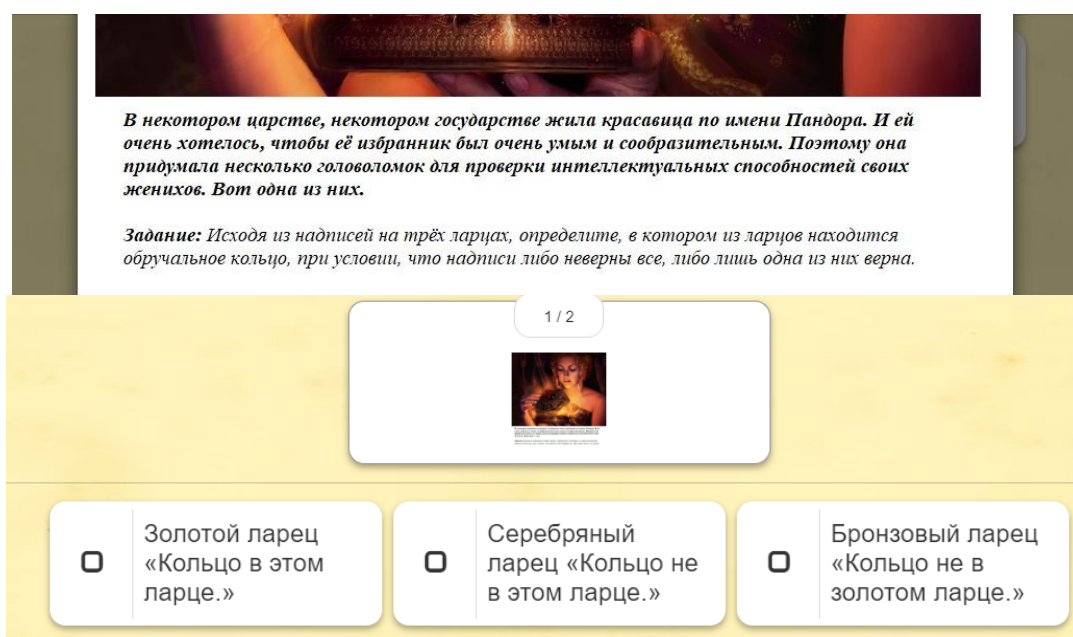 В некотором царстве, некотором государстве жила красавица по имени Пандора. И ей
очень хотелось, чтобы её избранник был очень умым и сообразительным. Поэтому она
придумала несколько головоломок для проверки интеллектуальных способностей своих
женихов. Вот одна из них.
Задание: Исходя из надписей на трёх ларцах, определите, в котором из ларцов находится
обручальное кольцо, при условии, что надписи либо неверны все, либо лишь одна из них верна.
1 / 2
Золотой ларец
«Кольцо в этом
ларце.»
Серебряный
ларец «Кольцо не
в этом ларце.»
Бронзовый ларец
«Кольцо не в
золотом ларце.»